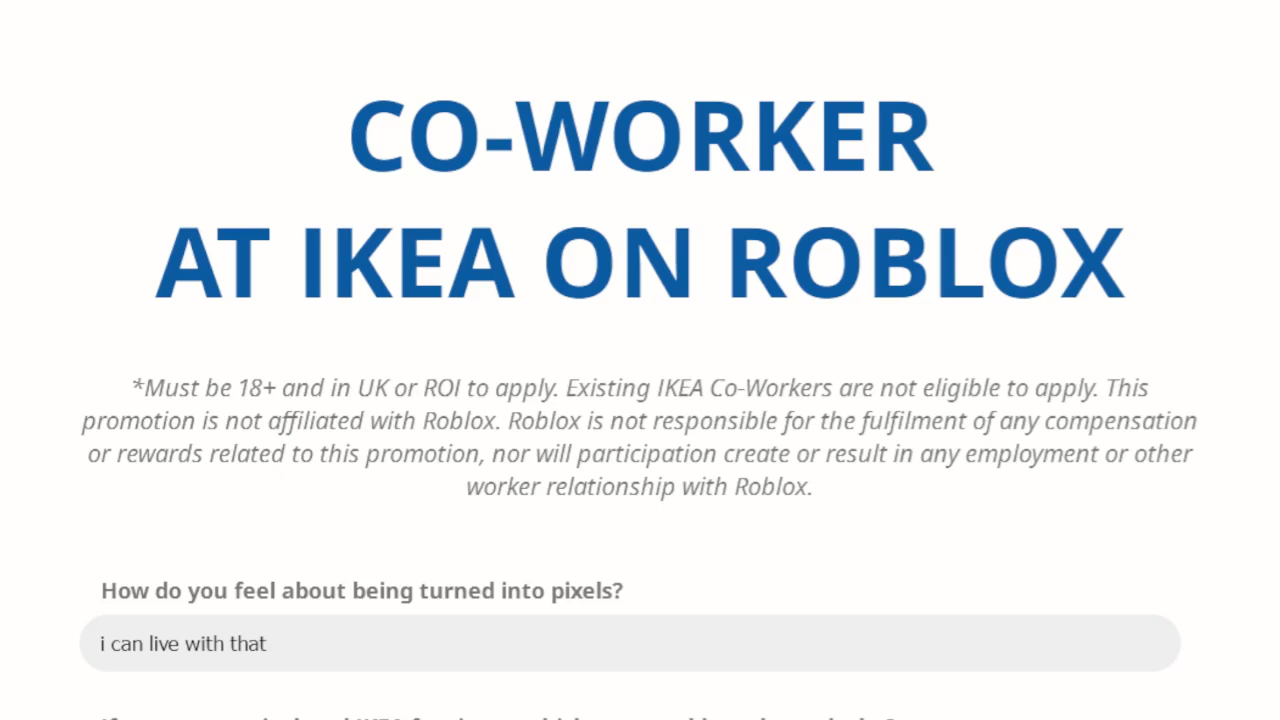 CO-WORKER
AT IKEA ON ROBLOX
*Must be 18+ and in UK or ROI to apply. Existing IKEA Co-Workers are not eligible to apply. This
promotion is not affiliated with Roblox. Roblox is not responsible for the fulfilment of any compensation
or rewards related to this promotion, nor will participation create or result in any employment or other
worker relationship with Roblox.
How do you feel about being turned into pixels?
i can live with that